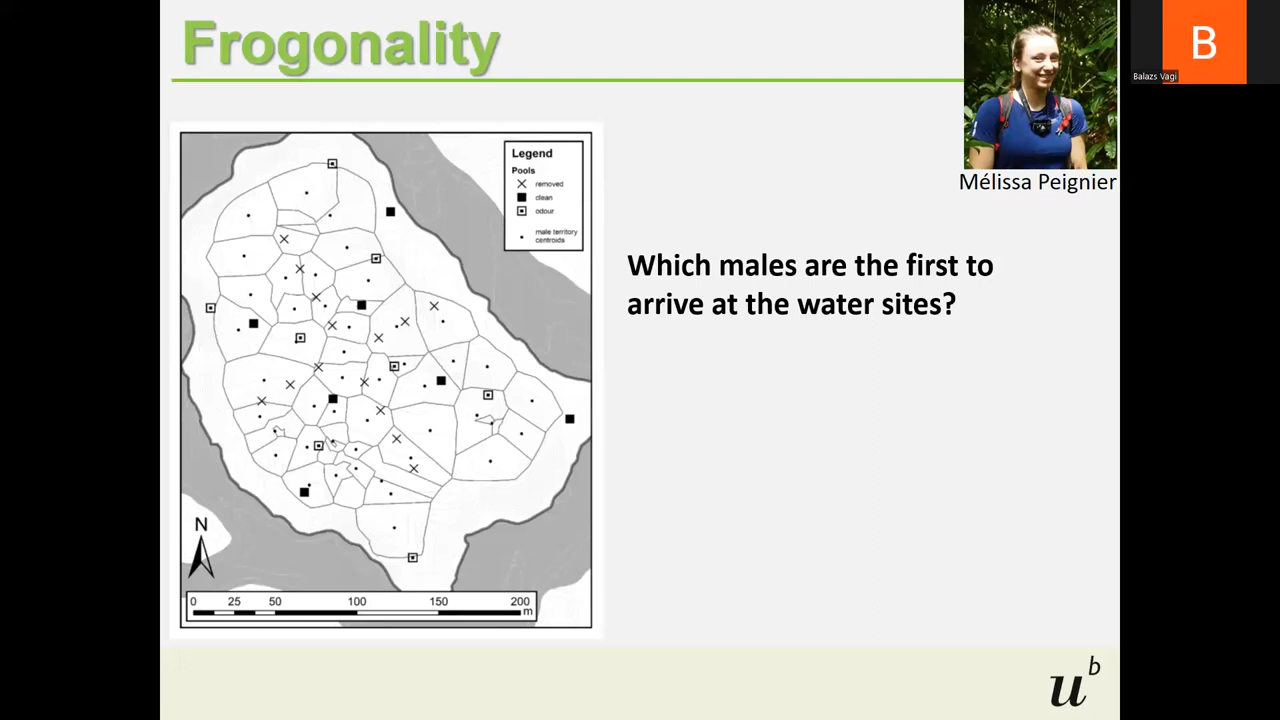 Frogonality
B
Balazs Vagi
Mélissa Peignier
Legend
Pools
removed
clean
odour
male territory
centroids
Which males are the first to
arrive at the water sites?
N
0 25 50 100 150 200
m
u b